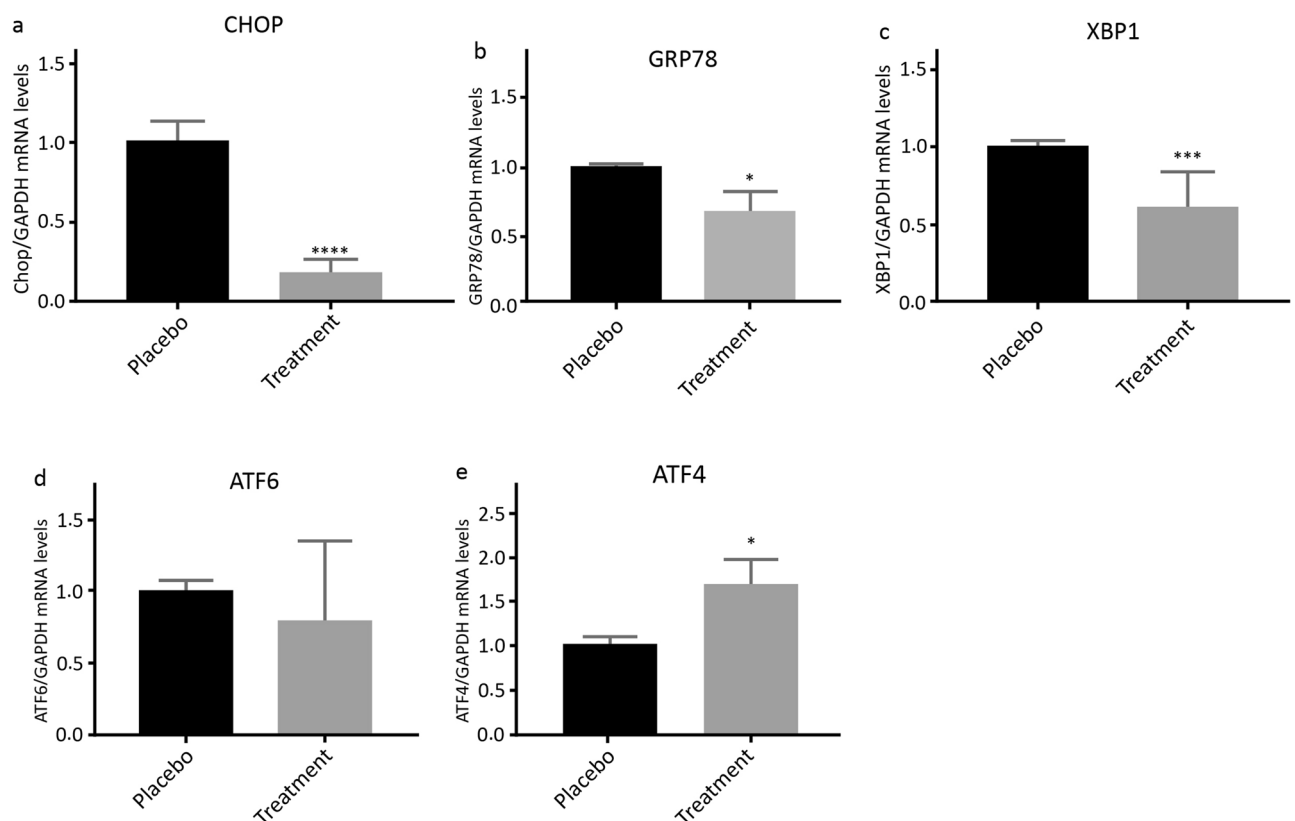 a
CHOP
Chop/GAPDH mRNA levels
1.5
1.0
0.5
0.0
****
Placebo
Treatment
b
GRP78
GRP78/GAPDH mRNA levels
1.5
1.0
0.5
0.0
*
Placebo
Treatment
c
XBP1
XBP1/GAPDH mRNA levels
1.5
1.0
0.5
0.0
***
Placebo
Treatment
d
ATF6
ATF6/GAPDH mRNA levels
1.5
1.0
0.5
0.0
Placebo
Treatment
e
ATF4
ATF4/GAPDH mRNA levels
2.5
2.0
1.5
1.0
0.5
0.0
*
Placebo
Treatment